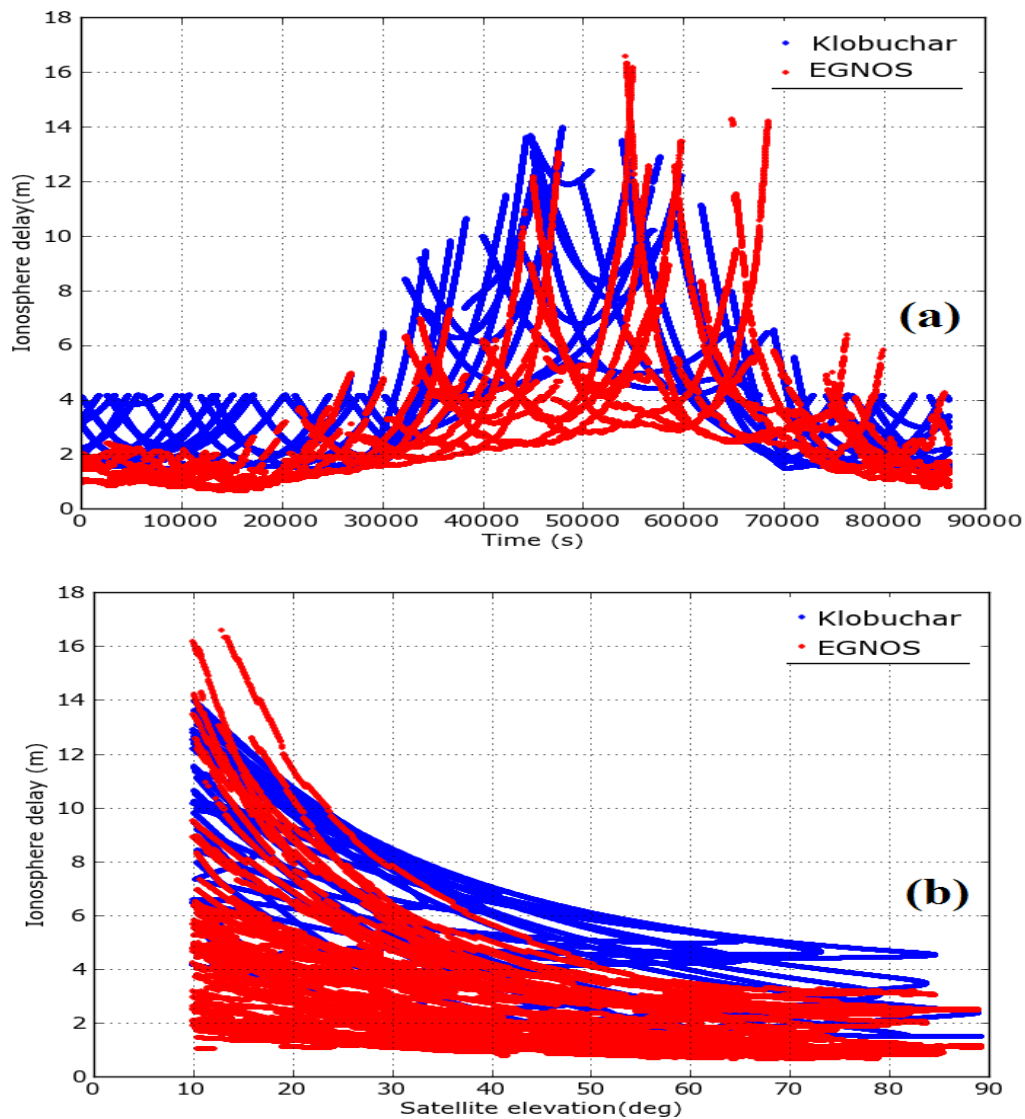 18
16
14
12
10
8
6
4
2
0
Ionosphere delay(m)
Klobuchar
EGNOS
(a)
0 10000 20000 30000 40000 50000 60000 70000 80000 90000
Time (s)
18
16
14
12
10
8
6
4
2
0
Ionosphere delay (m)
Klobuchar
EGNOS
(b)
0 10 20 30 40 50 60 70 80 90
Satellite elevation(deg)